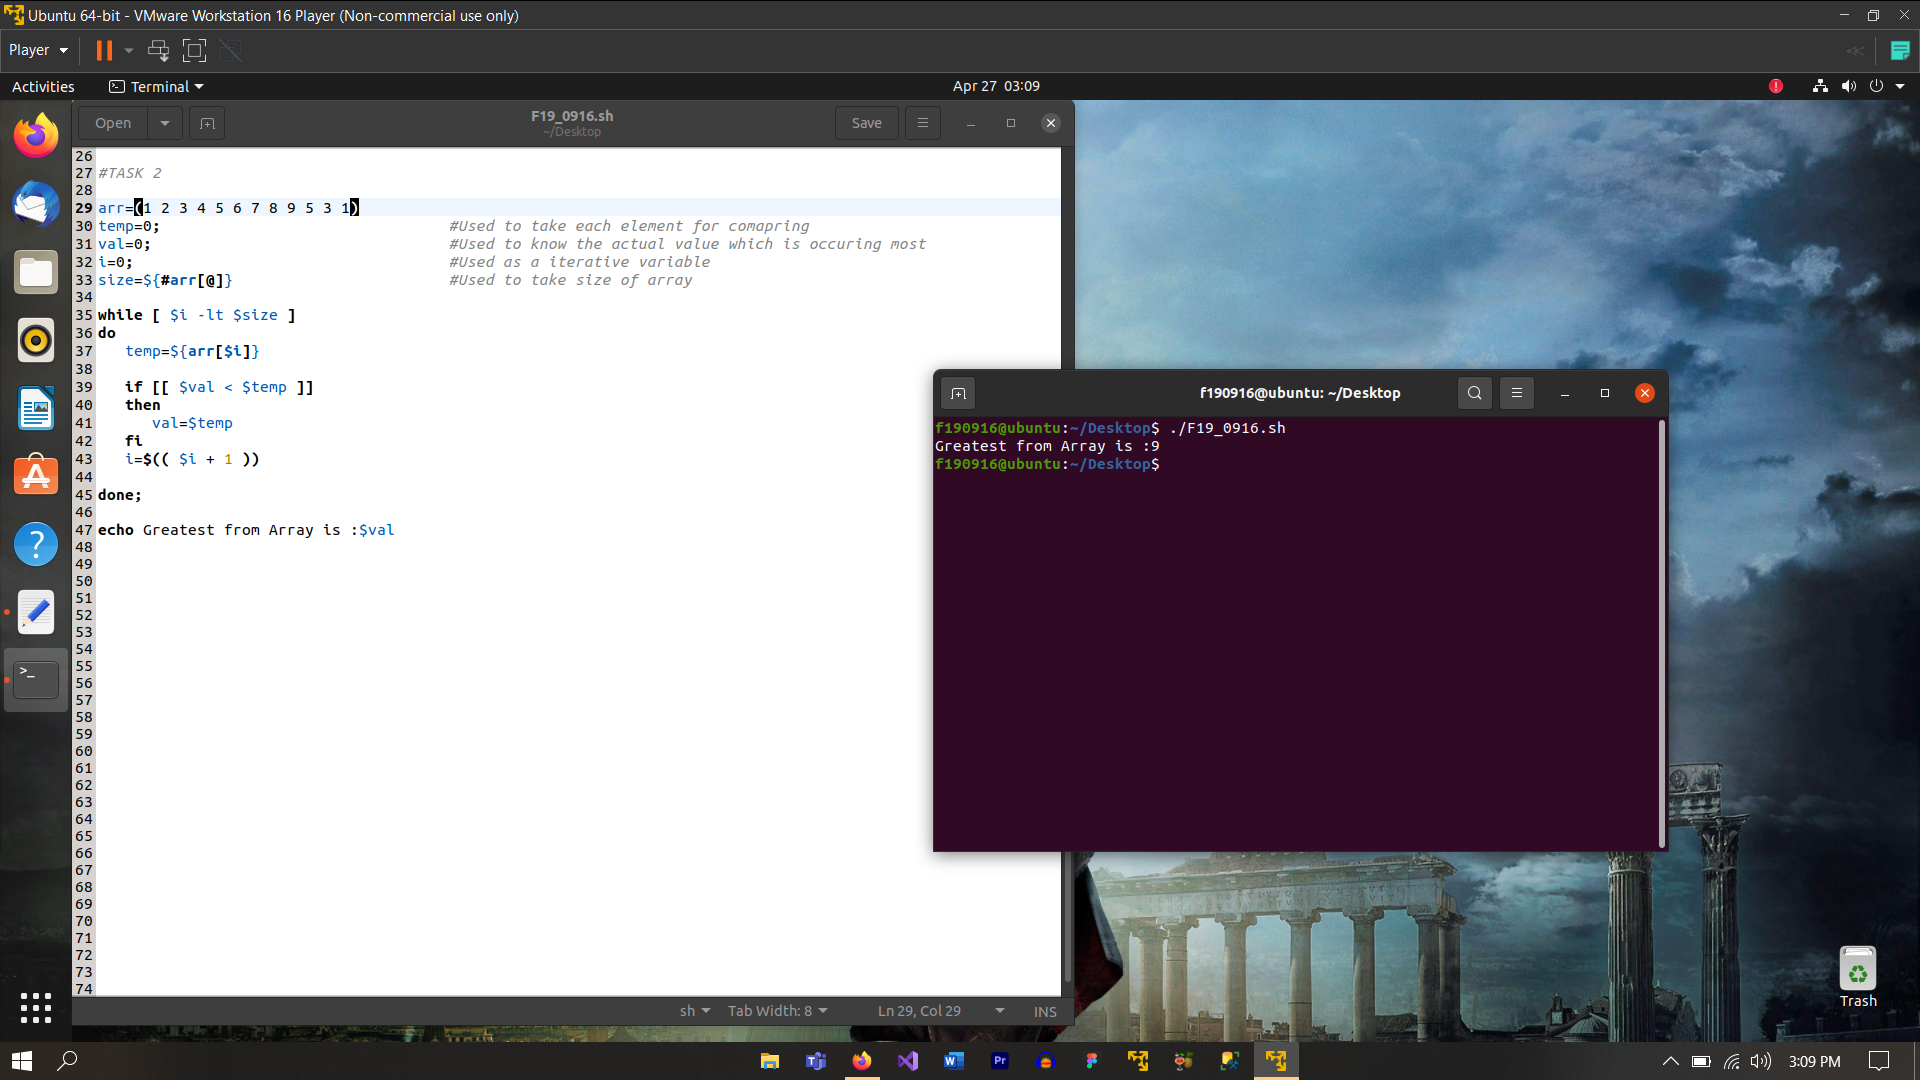 Ubuntu 64-bit - VMware Workstation 16 Player (Non-commercial use only)
Player
Activities
Terminal
Apr 27 03:09
Open
F19_0916.sh
~/Desktop
Save
26
27 #TASK 2
28
29 arr=(1 2 3 4 5 6 7 8 9 5 3 1)
30 temp=0; #Used to take each element for comapring
31 val=0; #Used to know the actual value which is occuring most
32 i=0; #Used as a iterative variable
33 size=${#arr[@]} #Used to take size of array
34
35 while [ $i -lt $size ]
36 do
37 temp=${arr[$i]}
38
39 if [[ $val < $temp ]]
40 then
41 val=$temp
42 fi
43 i=$(( $i + 1 ))
44
45 done;
46
47 echo Greatest from Array is :$val
48
49
50
51
52
53
54
55
56
57
58
59
60
61
62
63
64
65
66
67
68
69
70
71
72
73
74
sh
Tab Width: 8
Ln 29, Col 29
INS
f190916@ubuntu: ~/Desktop
f190916@ubuntu:~/Desktop$ ./F19_0916.sh
Greatest from Array is :9
f190916@ubuntu:~/Desktop$
Trash
3:09 PM